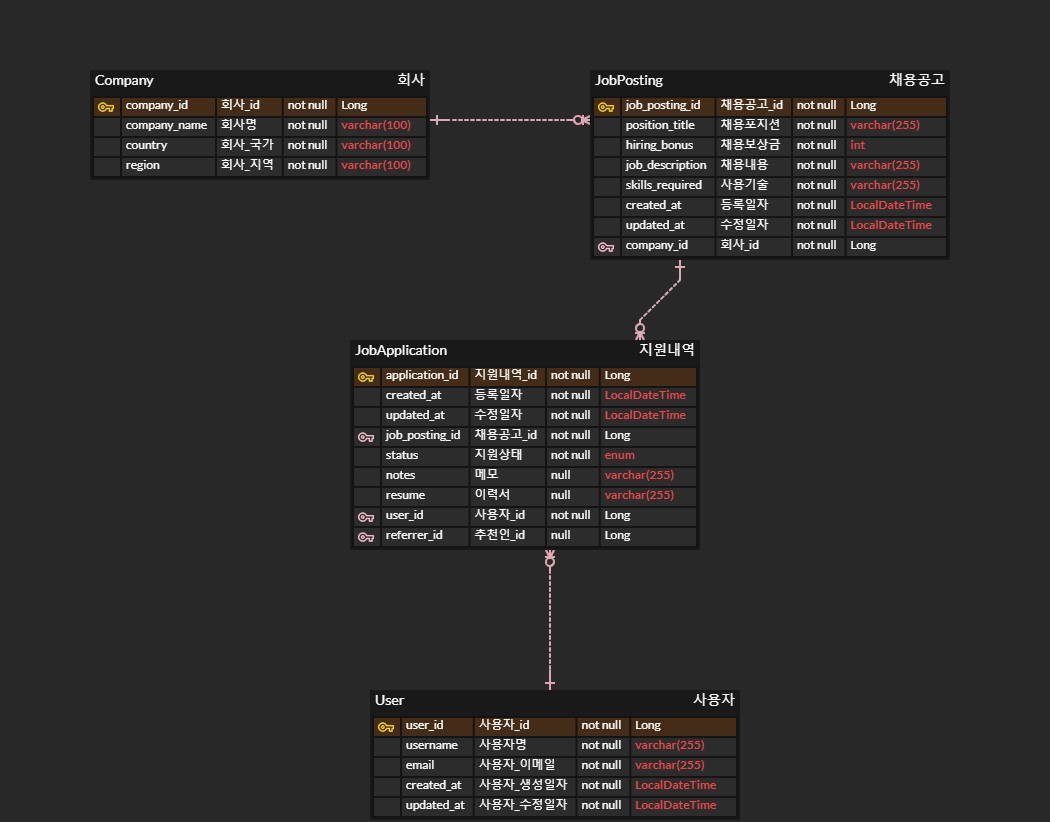 Company 회사
company_id 회사_id not null Long
company_name 회사명 not null varchar(100)
country 회사_국가 not null varchar(100)
region 회사_지역 not null varchar(100)
JobPosting 채용공고
job_posting_id 채용공고_id not null Long
position_title 채용포지션 not null varchar(255)
hiring_bonus 채용보상금 not null int
job_description 채용내용 not null varchar(255)
skills_required 사용기술 not null varchar(255)
created_at 등록일자 not null LocalDateTime
updated_at 수정일자 not null LocalDateTime
company_id 회사_id not null Long
JobApplication 지원내역
application_id 지원내역_id not null Long
created_at 등록일자 not null LocalDateTime
updated_at 수정일자 not null LocalDateTime
job_posting_id 채용공고_id not null Long
status 지원상태 not null enum
notes 메모 null varchar(255)
resume 이력서 null varchar(255)
user_id 사용자_id not null Long
referrer_id 추천인_id null Long
User 사용자
user_id 사용자_id not null Long
username 사용자명 not null varchar(255)
email 사용자_이메일 not null varchar(255)
created_at 사용자_생성일자 not null LocalDateTime
updated_at 사용자_수정일자 not null LocalDateTime